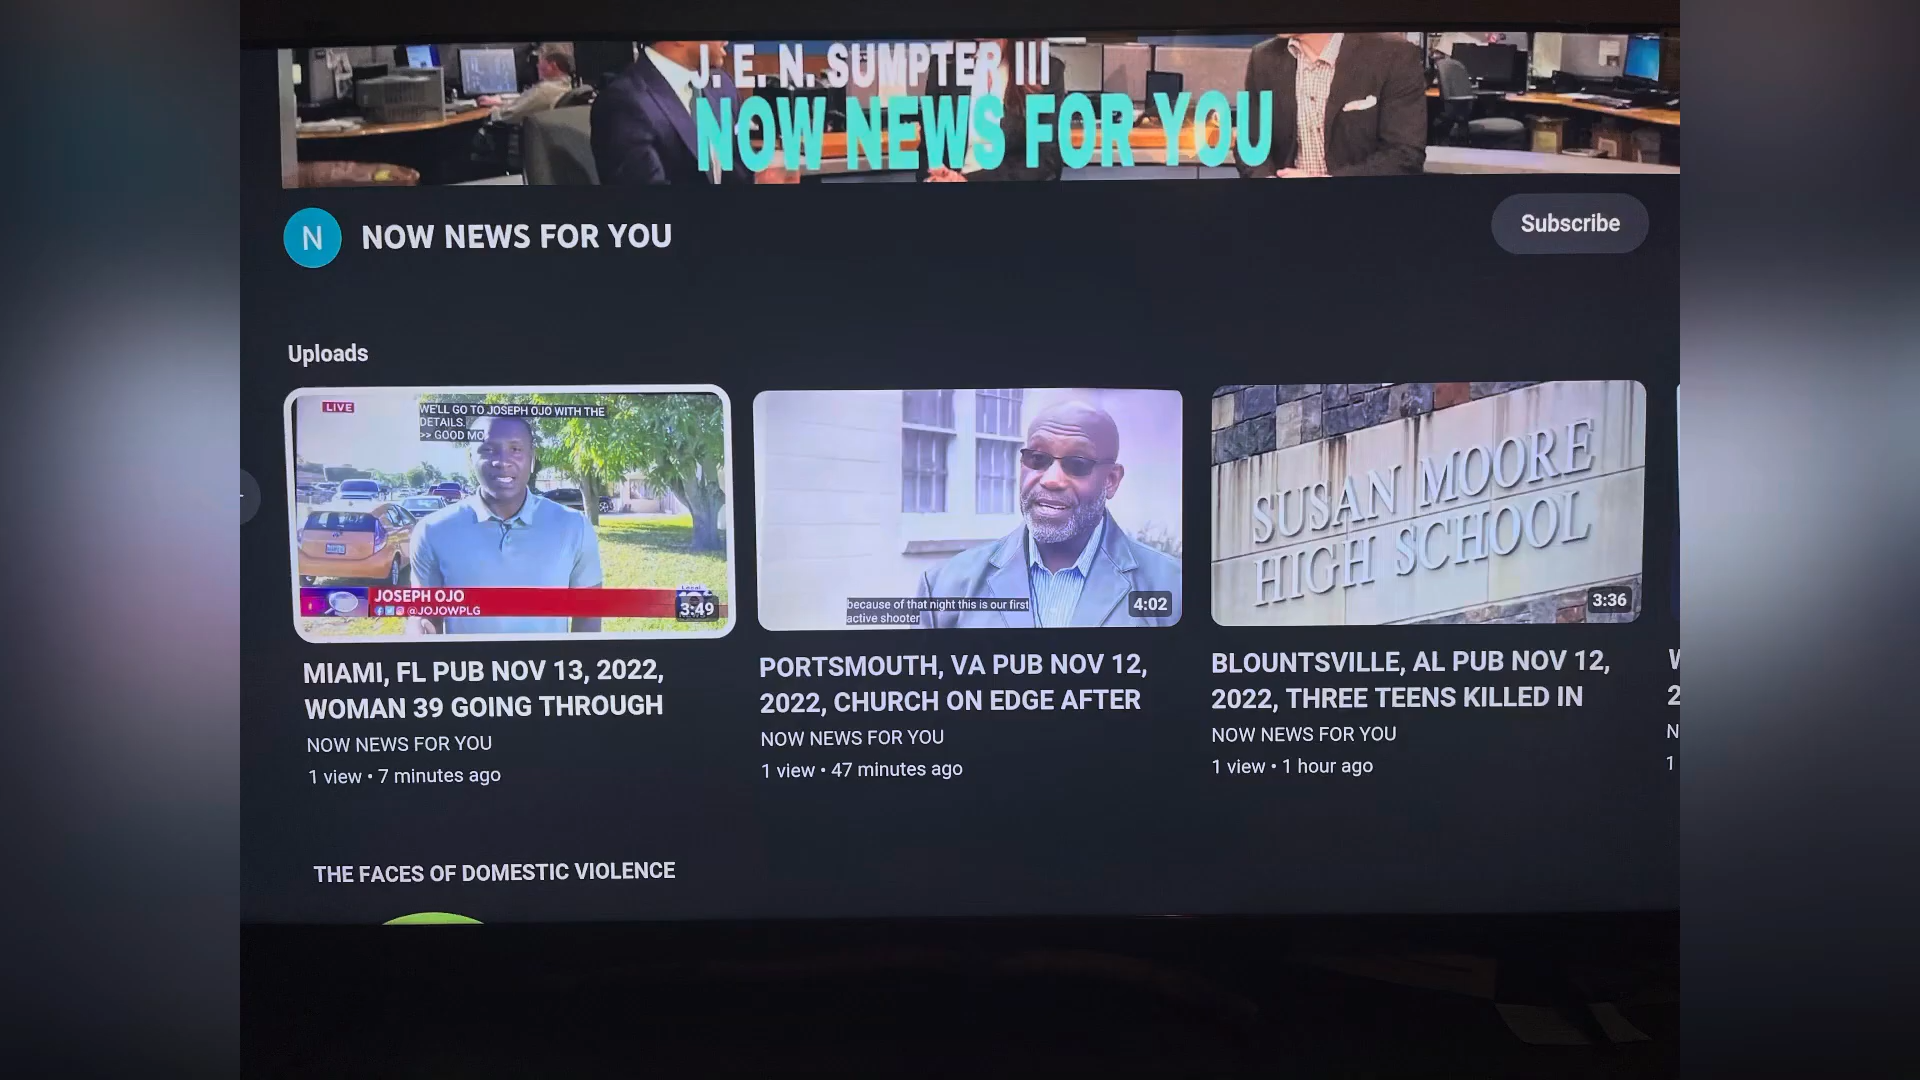 J. E. N. SUMPTER III
NOW NEWS FOR YOU
N
NOW NEWS FOR YOU
Subscribe
Uploads
LIVE
WE'LL GO TO JOSEPH OJO WITH THE
DETAILS.
>> GOOD MO
JOSEPH OJO
@JOJOWPLG
3:49
because of that night this is our first
active shooter
4:02
SUSAN MOORE
HIGH SCHOOL
3:36
MIAMI, FL PUB NOV 13, 2022,
WOMAN 39 GOING THROUGH
NOW NEWS FOR YOU
1 view • 7 minutes ago
PORTSMOUTH, VA PUB NOV 12,
2022, CHURCH ON EDGE AFTER
NOW NEWS FOR YOU
1 view • 47 minutes ago
BLOUNTSVILLE, AL PUB NOV 12,
2022, THREE TEENS KILLED IN
NOW NEWS FOR YOU
1 view • 1 hour ago
THE FACES OF DOMESTIC VIOLENCE